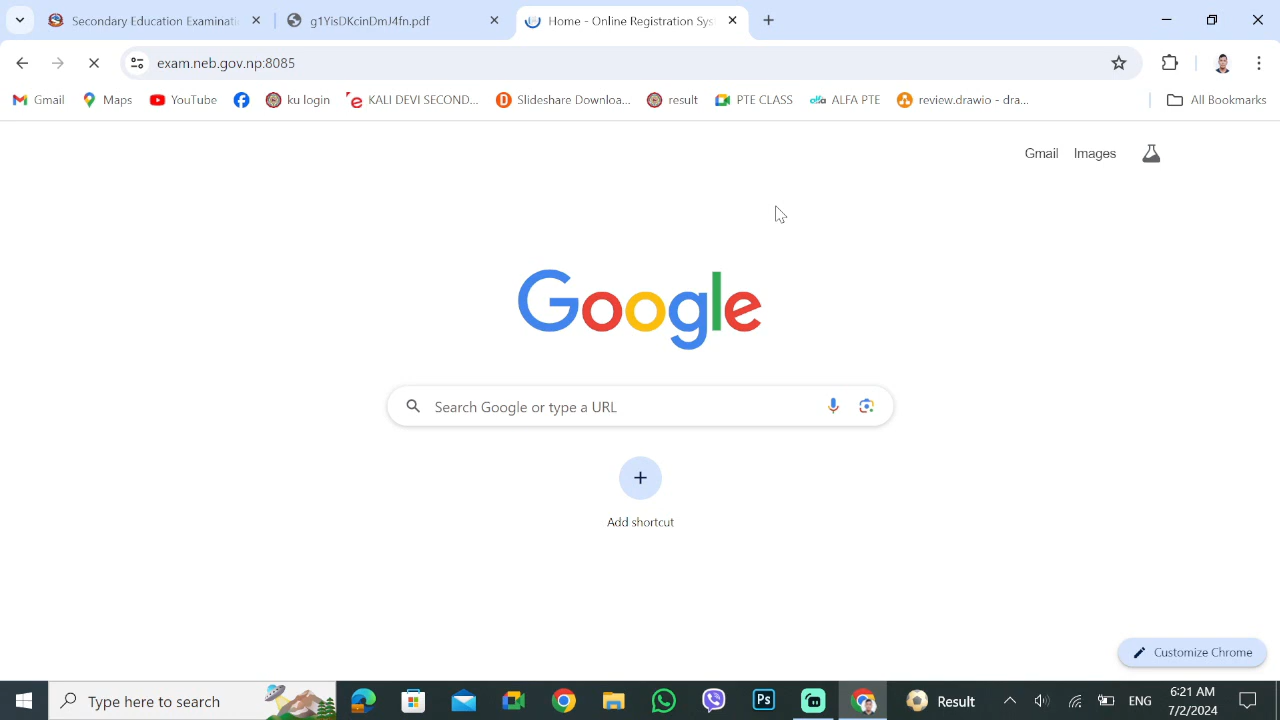 Secondary Education Examinati
g1YisDKcinDmJ4fn.pdf
Home - Online Registration Sys
exam.neb.gov.np:8085
Gmail
Maps
YouTube
ku login
KALI DEVI SECOND...
Slideshare Downloa...
result
PTE CLASS
alfa
ALFA PTE
review.drawio - dra...
All Bookmarks
Gmail
Images
Google
Search Google or type a URL
Add shortcut
Customize Chrome
Type here to search
Ps
Result
ENG
6:21 AM
7/2/2024